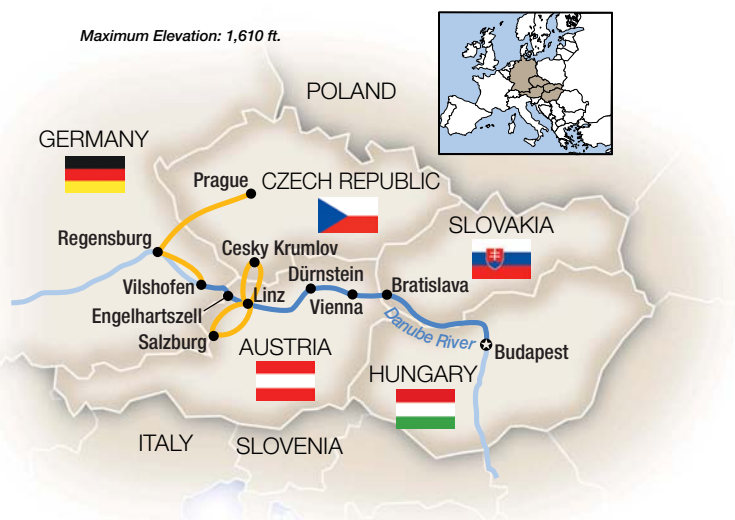 Maximum Elevation: 1,610 ft.
POLAND
GERMANY
Prague
CZECH REPUBLIC
SLOVAKIA
Regensburg
Cesky Krumlov
Dürnstein
Bratislava
Vilshofen
Linz
Vienna
Engelhartszell
Danube River
Salzburg
AUSTRIA
Budapest
HUNGARY
ITALY
SLOVENIA